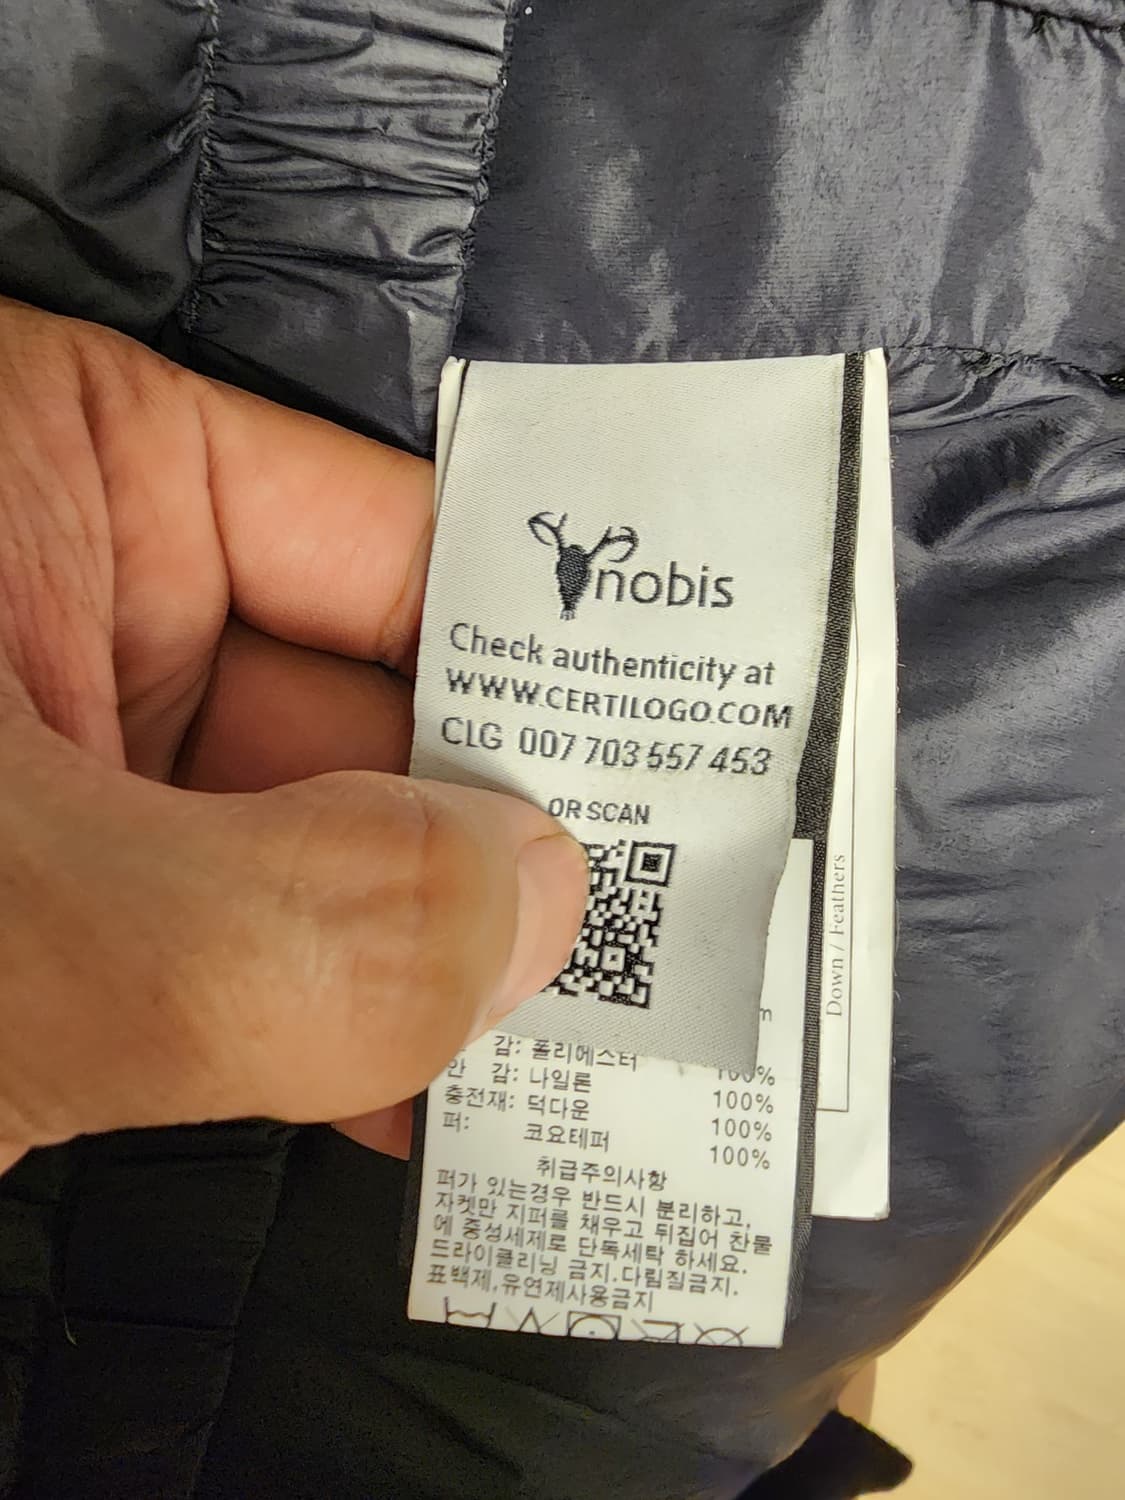 nobis
Check authenticity at
WWW.CERTILOGO.COM
CLG 007 703 557 453
OR SCAN
Down / Feathers
m
감: 폴리에스터 100%
안 감: 나일론 100%
충전재: 덕다운 100%
퍼: 코요테퍼 100%
취급주의사항
퍼가 있는경우 반드시 분리하고,
자켓만 지퍼를 채우고 뒤집어 찬물
에 중성세제로 단독세탁 하세요.
드라이클리닝 금지.다림질금지.
표백제,유연제사용금지